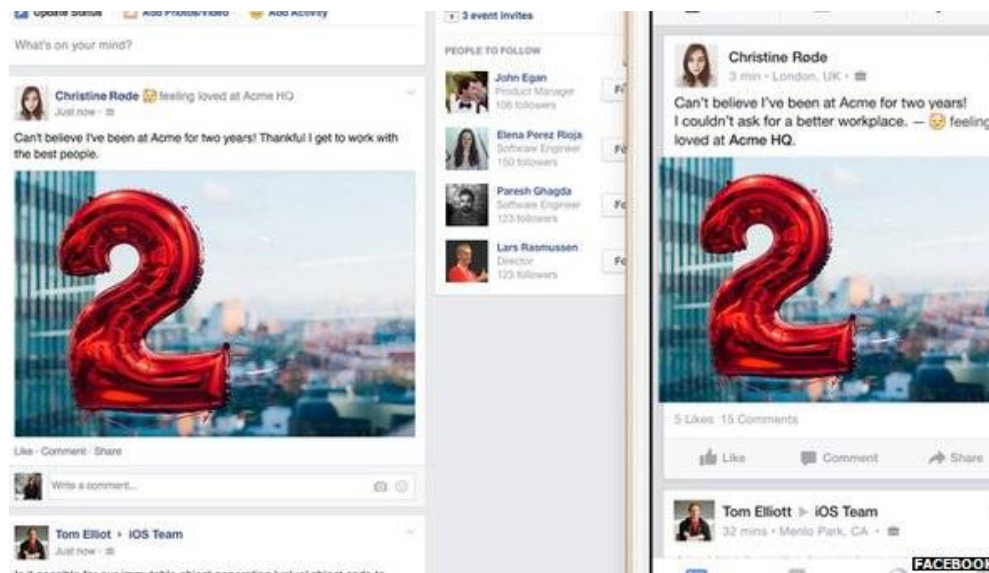 Update Status Add Photos/Video Add Activity
What's on your mind?
Christine Rode feeling loved at Acme HQ
Just now
Can't believe I've been at Acme for two years! Thankful I get to work with
the best people.
Like · Comment · Share
Write a comment...
Tom Elliot ▸ iOS Team
Just now
3 event invites
PEOPLE TO FOLLOW
John Egan
Product Manager
106 followers
Elena Perez Rioja
Software Engineer
150 followers
Paresh Ghagda
Software Engineer
123 followers
Lars Rasmussen
Director
123 followers
Christine Røde
3 min · London, UK ·
Can't believe I've been at Acme for two years!
I couldn't ask for a better workplace. — feeling
loved at Acme HQ.
5 Likes 15 Comments
Like Comment Share
Tom Elliott ▸ iOS Team
32 mins · Menlo Park, CA ·
FACEBOOK